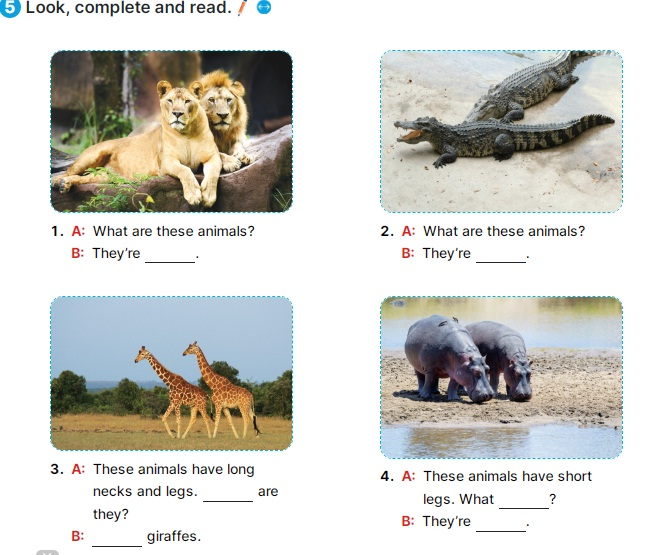 5 Look, complete and read.
1. A: What are these animals?
B: They're ______.
2. A: What are these animals?
B: They're ______.
3. A: These animals have long
necks and legs. ______ are
they?
B: ______ giraffes.
4. A: These animals have short
legs. What ______?
B: They're ______.